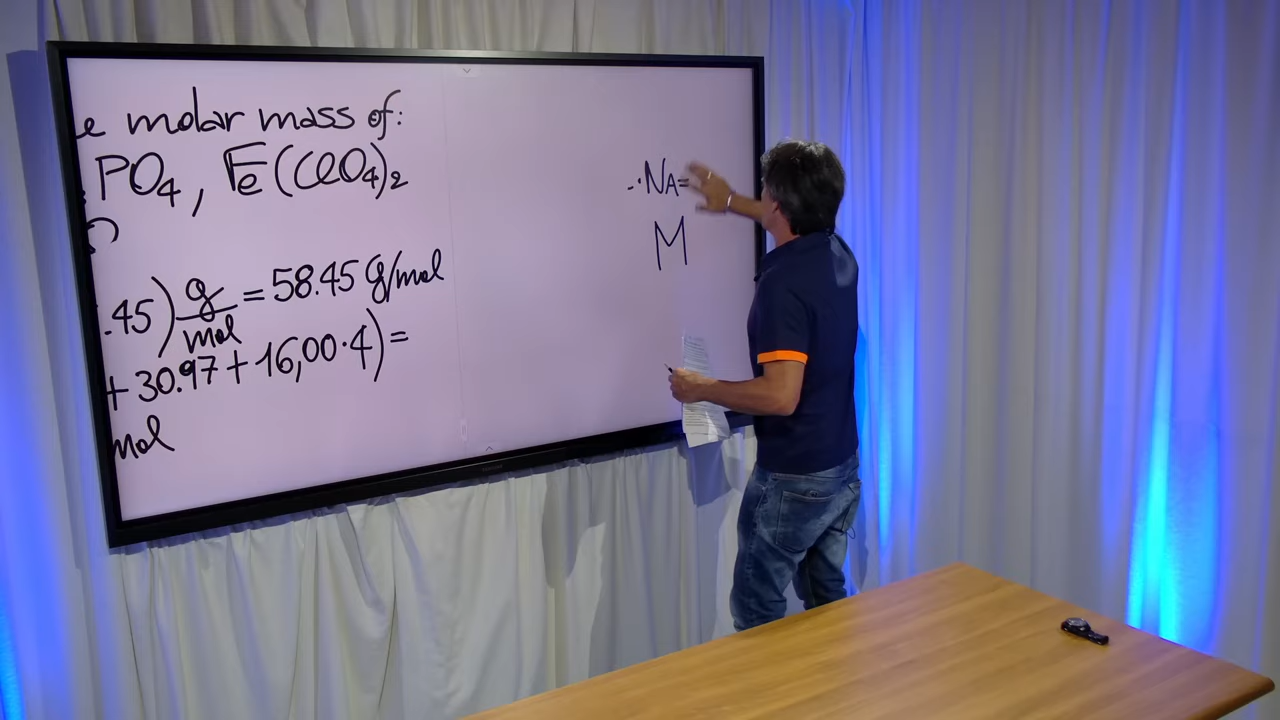 e molar mass of:
PO4, Fe(ClO4)2
.45) g/mol = 58.45 g/mol
+ 30.97 + 16,00·4) =
mol
NA=
M